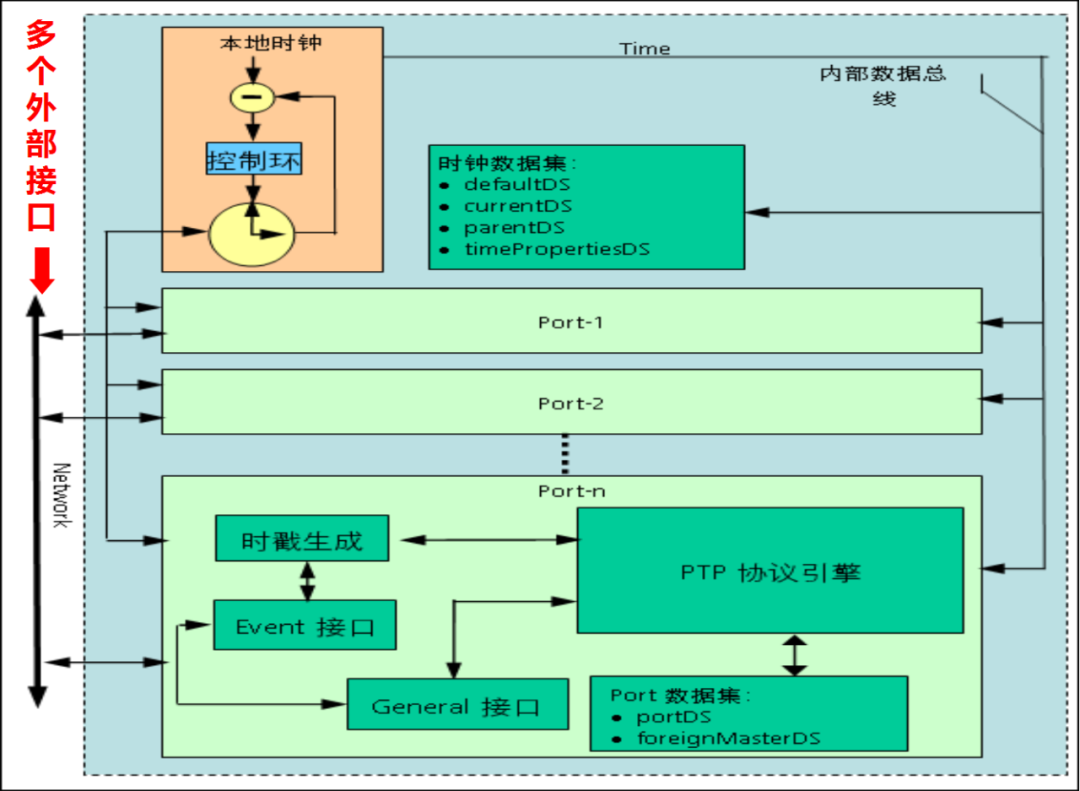 多个外部接口
本地时钟
Time
内部数据总
线
控制环
时钟数据集:
• defaultDS
• currentDS
• parentDS
• timePropertiesDS
Port-1
Port-2
Network
Port-n
时戳生成
PTP 协议引擎
Event 接口
General 接口
Port 数据集:
• portDS
• foreignMasterDS